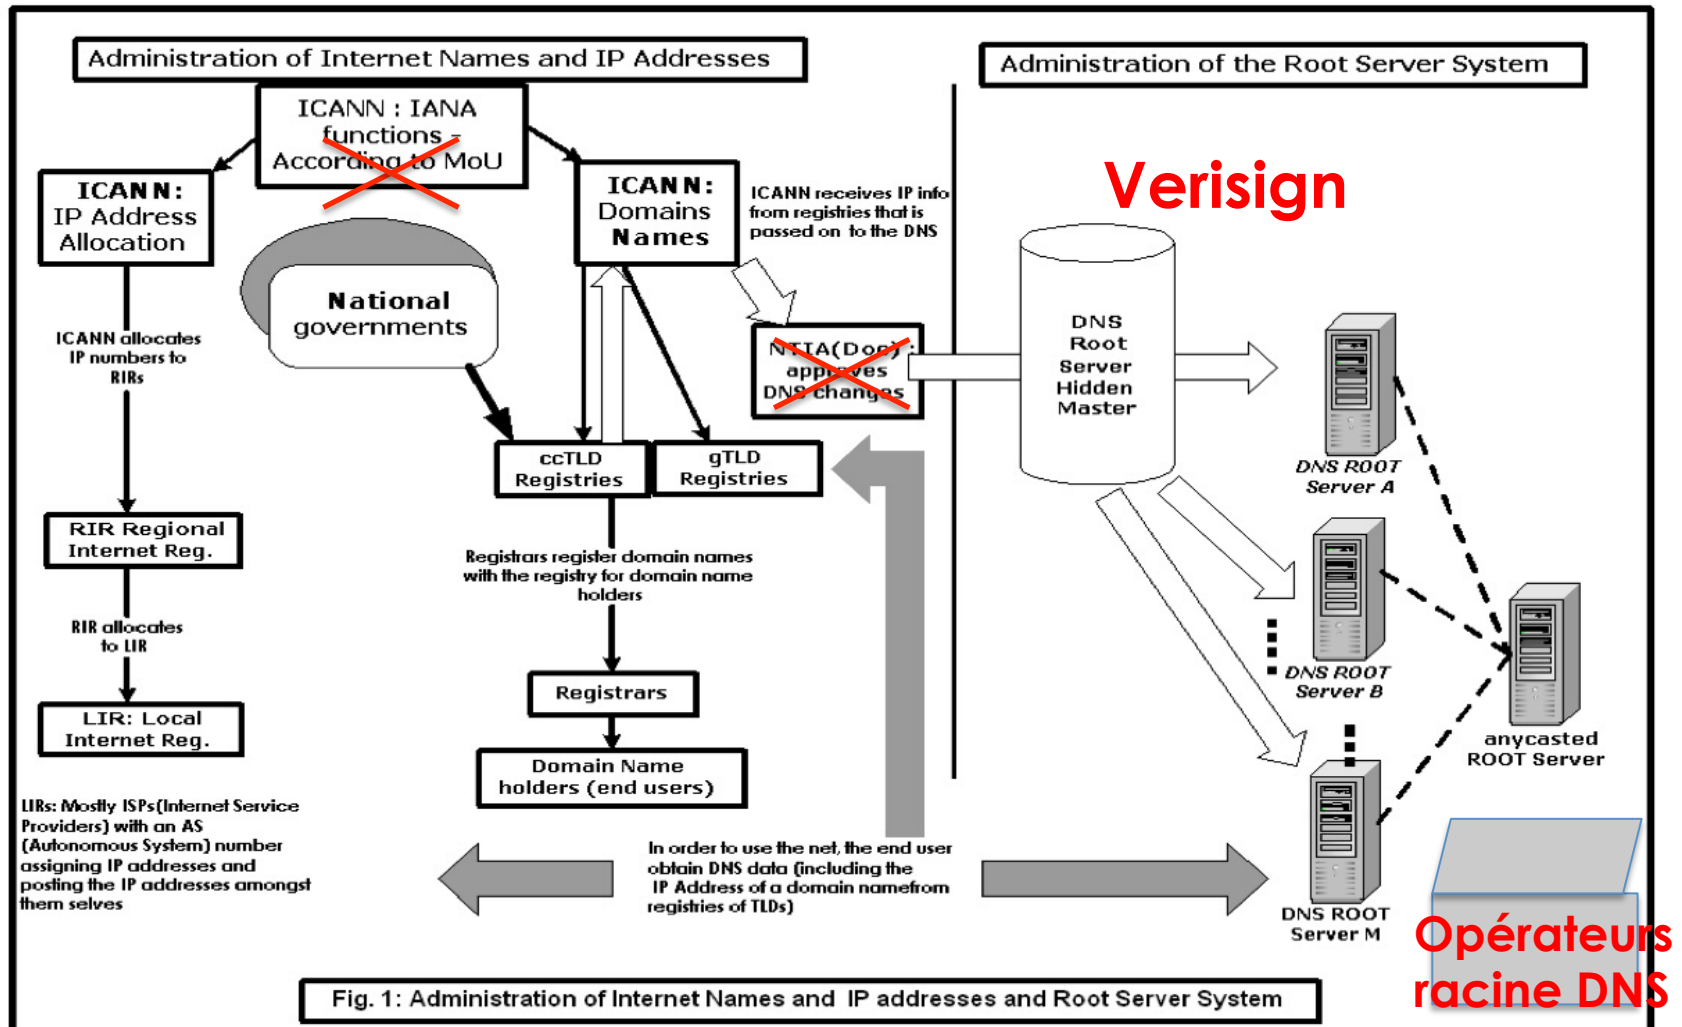 Administration of Internet Names and IP Addresses
Administration of the Root Server System
ICANN : IANA
functions -
According to MoU
ICANN:
IP Address
Allocation
ICANN:
Domains
Names
ICANN receives IP info
from registries that is
passed on to the DNS
Verisign
National
governments
ICANN allocates
IP numbers to
RIRs
NTIA(Doc) :
approves
DNS changes
DNS
Root
Server
Hidden
Master
DNS ROOT
Server A
ccTLD
Registries
gTLD
Registries
RIR Regional
Internet Reg.
Registrars register domain names
with the registry for domain name
holders
RIR allocates
to LIR
DNS ROOT
Server B
Registrars
LIR: Local
Internet Reg.
anycasted
ROOT Server
Domain Name
holders (end users)
LIRs: Mostly ISPs(Internet Service
Providers) with an AS
(Autonomous System) number
assigning IP addresses and
posting the IP addresses amongst
them selves
In order to use the net, the end user
obtain DNS data (including the
IP Address of a domain namefrom
registries of TLDs)
DNS ROOT
Server M
Opérateurs
racine DNS
Fig. 1: Administration of Internet Names and IP addresses and Root Server System